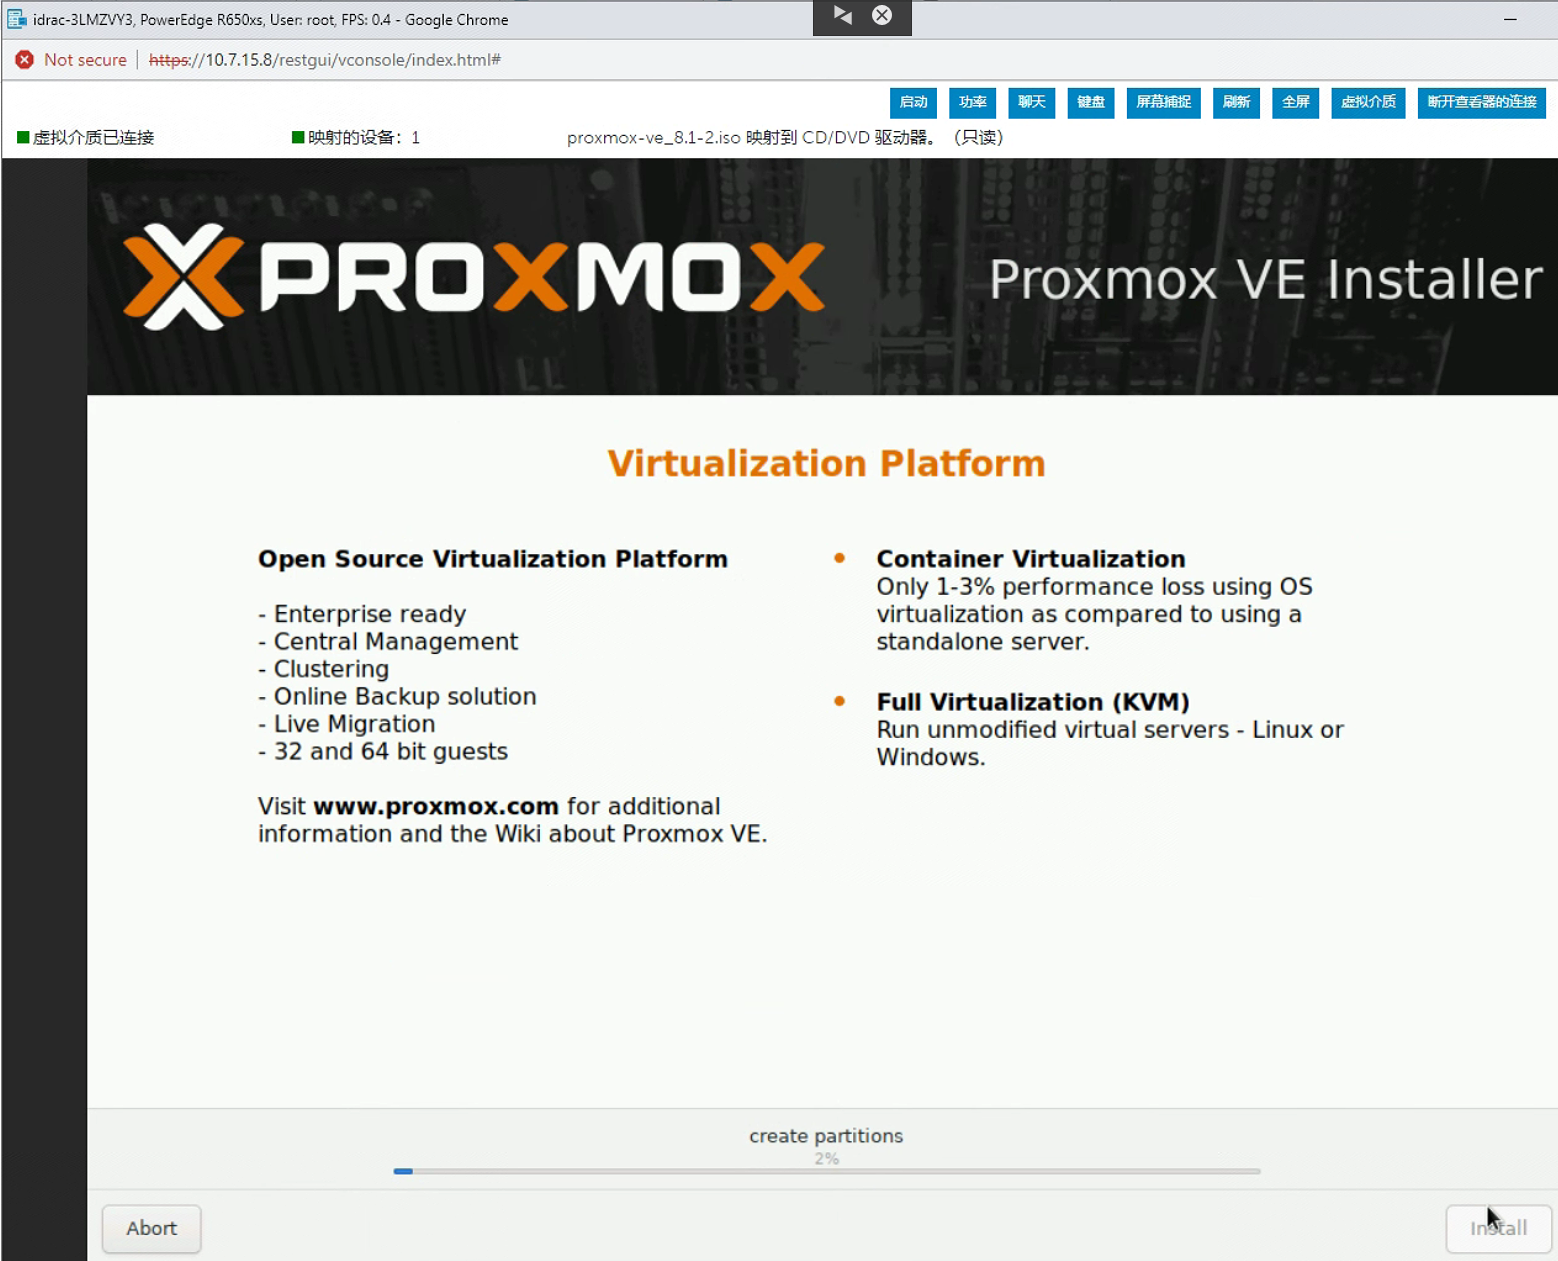 idrac-3LMZVY3, PowerEdge R650xs, User: root, FPS: 0.4 - Google Chrome
Not secure https://10.7.15.8/restgui/vconsole/index.html#
启动 功率 聊天 键盘 屏幕捕捉 刷新 全屏 虚拟介质 断开查看器的连接
虚拟介质已连接 映射的设备：1 proxmox-ve_8.1-2.iso 映射到 CD/DVD 驱动器。（只读）
PROXMOX
Proxmox VE Installer
Virtualization Platform
Open Source Virtualization Platform
- Enterprise ready
- Central Management
- Clustering
- Online Backup solution
- Live Migration
- 32 and 64 bit guests
Visit www.proxmox.com for additional
information and the Wiki about Proxmox VE.
Container Virtualization
Only 1-3% performance loss using OS
virtualization as compared to using a
standalone server.
Full Virtualization (KVM)
Run unmodified virtual servers - Linux or
Windows.
create partitions
2%
Abort
Install